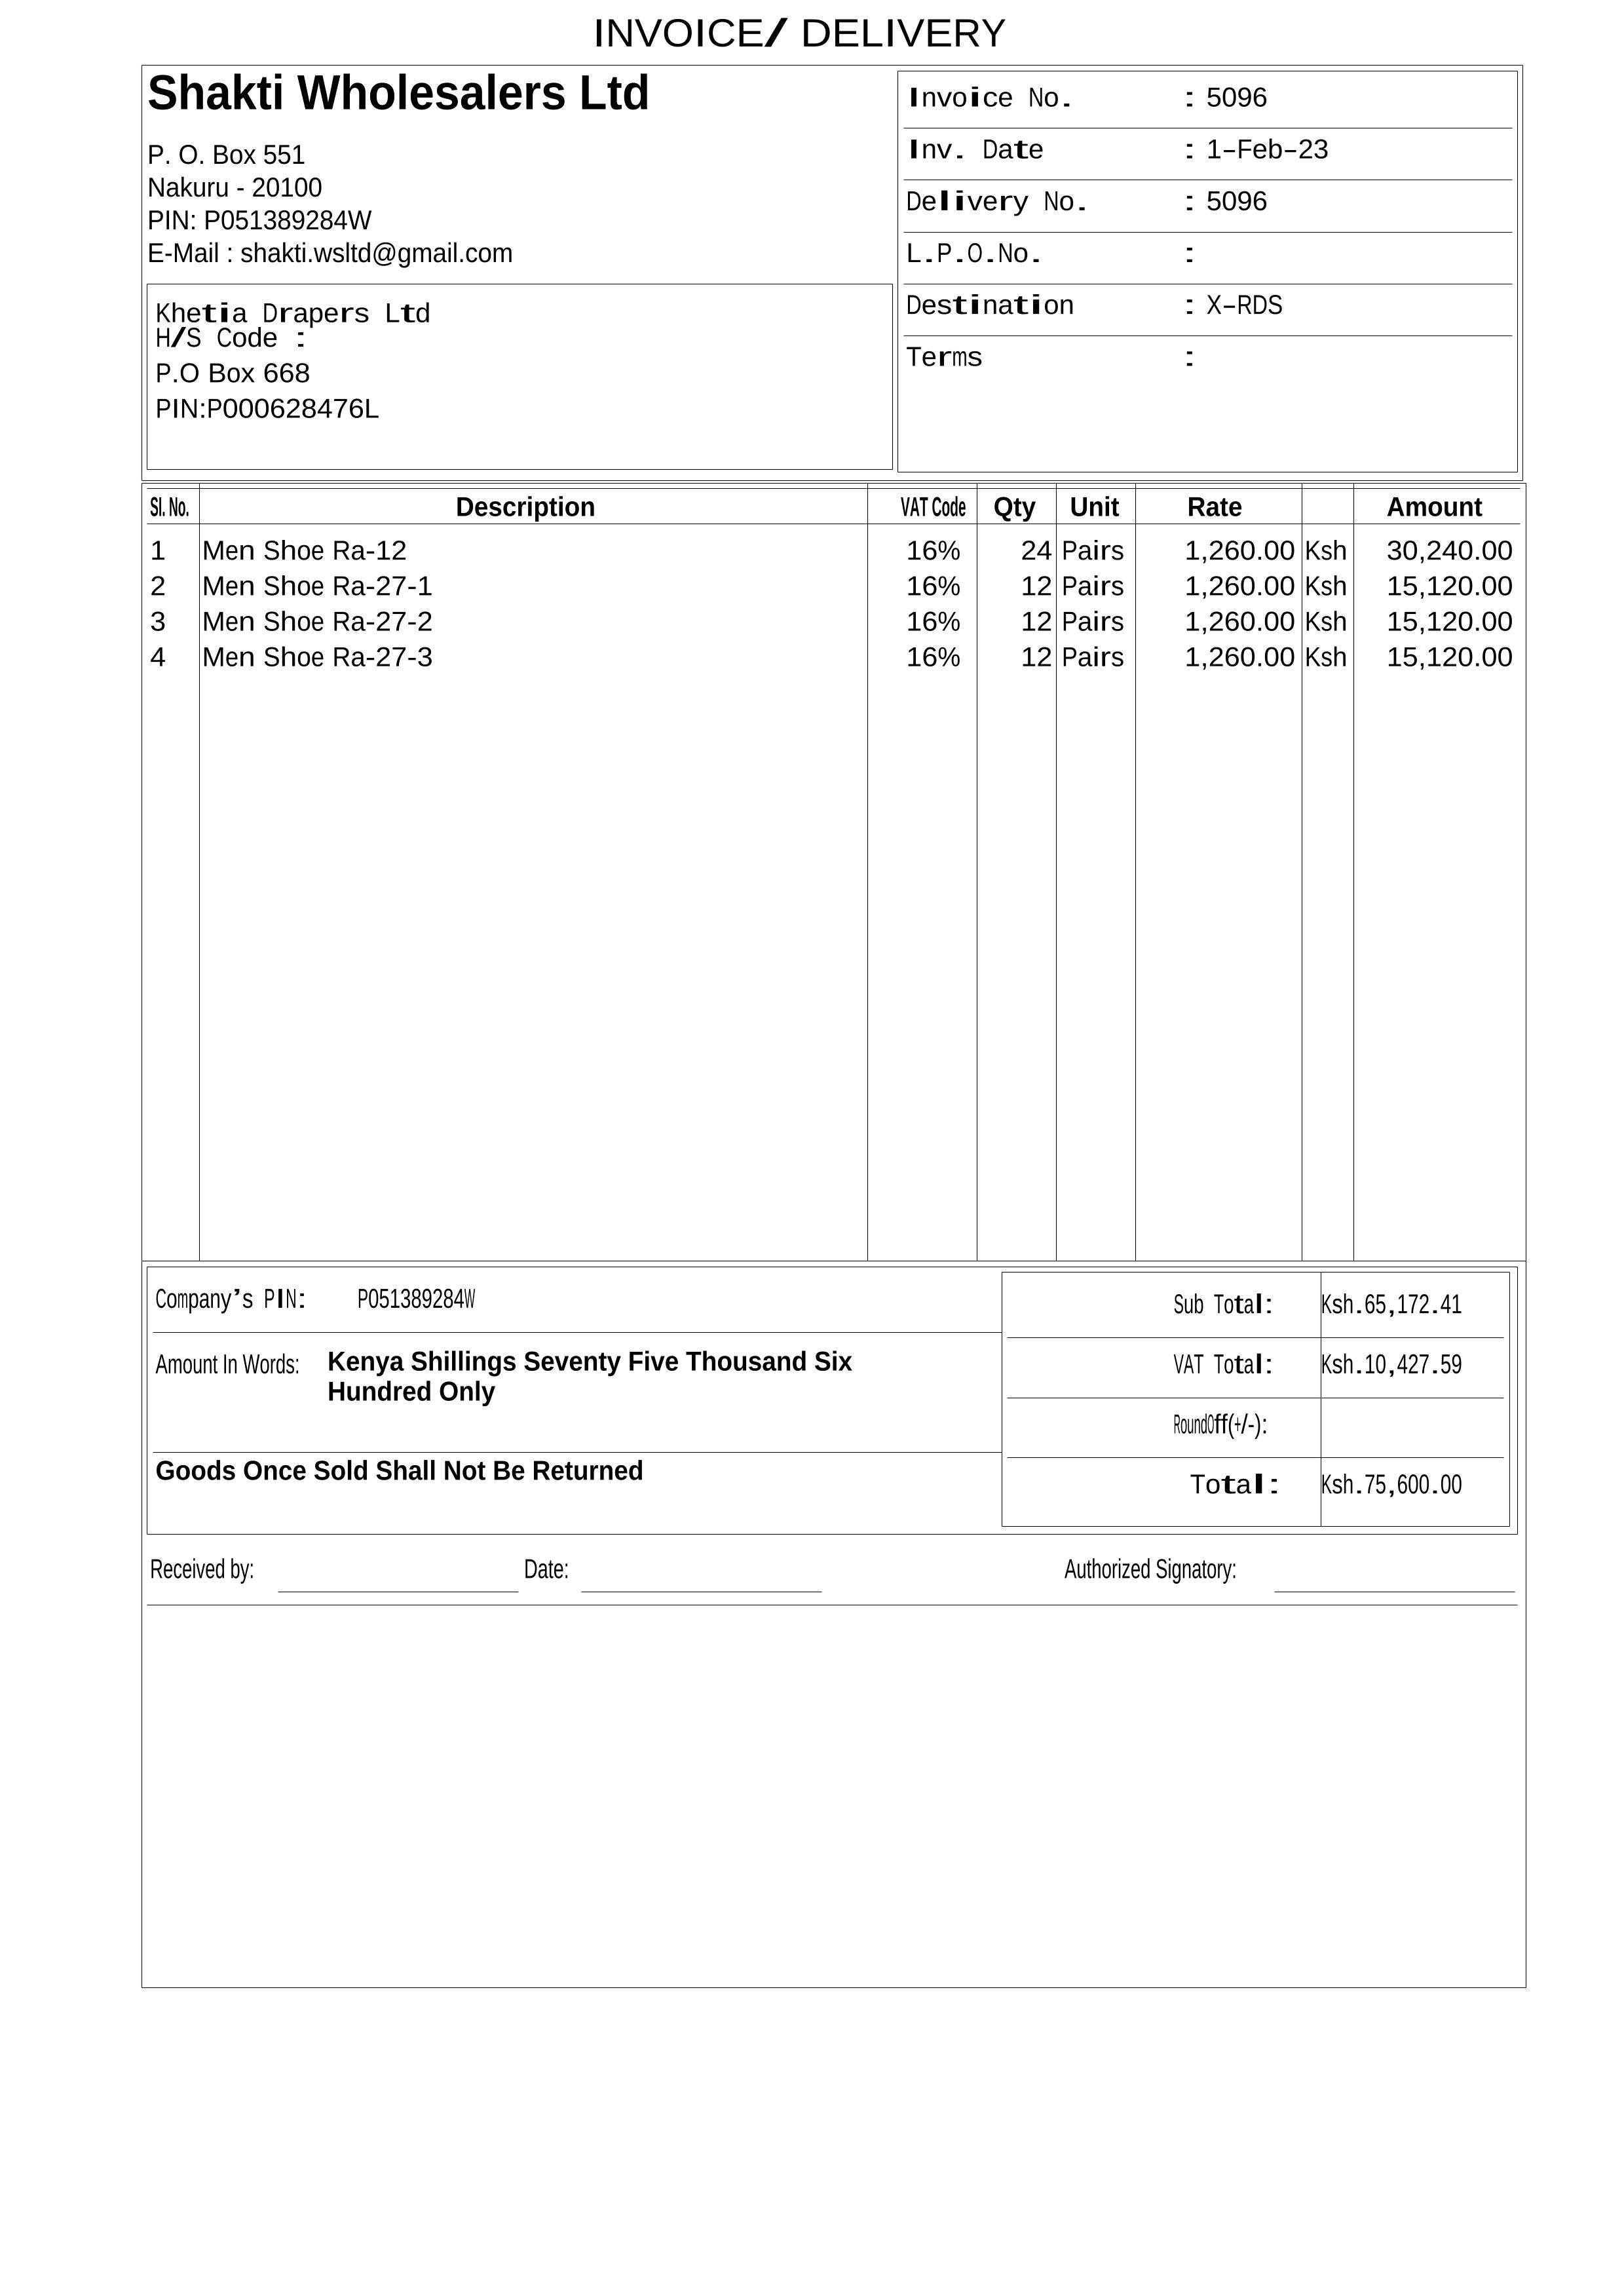 INVOICE/ DELIVERY
Shakti Wholesalers Ltd
P. O. Box 551
Nakuru - 20100
PIN: P051389284W
E-Mail : shakti.wsltd@gmail.com
Khetia Drapers Ltd
H/S Code :
P.O Box 668
PIN:P000628476L
Invoice No. : 5096
Inv. Date : 1-Feb-23
Delivery No. : 5096
L.P.O.No. :
Destination : X-RDS
Terms :
Sl. No. Description VAT Code Qty Unit Rate Amount
1 Men Shoe Ra-12 16% 24 Pairs 1,260.00 Ksh 30,240.00
2 Men Shoe Ra-27-1 16% 12 Pairs 1,260.00 Ksh 15,120.00
3 Men Shoe Ra-27-2 16% 12 Pairs 1,260.00 Ksh 15,120.00
4 Men Shoe Ra-27-3 16% 12 Pairs 1,260.00 Ksh 15,120.00
Company's PIN: P051389284W
Amount In Words: Kenya Shillings Seventy Five Thousand Six
Hundred Only
Goods Once Sold Shall Not Be Returned
Sub Total: Ksh.65,172.41
VAT Total: Ksh.10,427.59
RoundOff(+/-):
Total: Ksh.75,600.00
Received by: Date: Authorized Signatory: